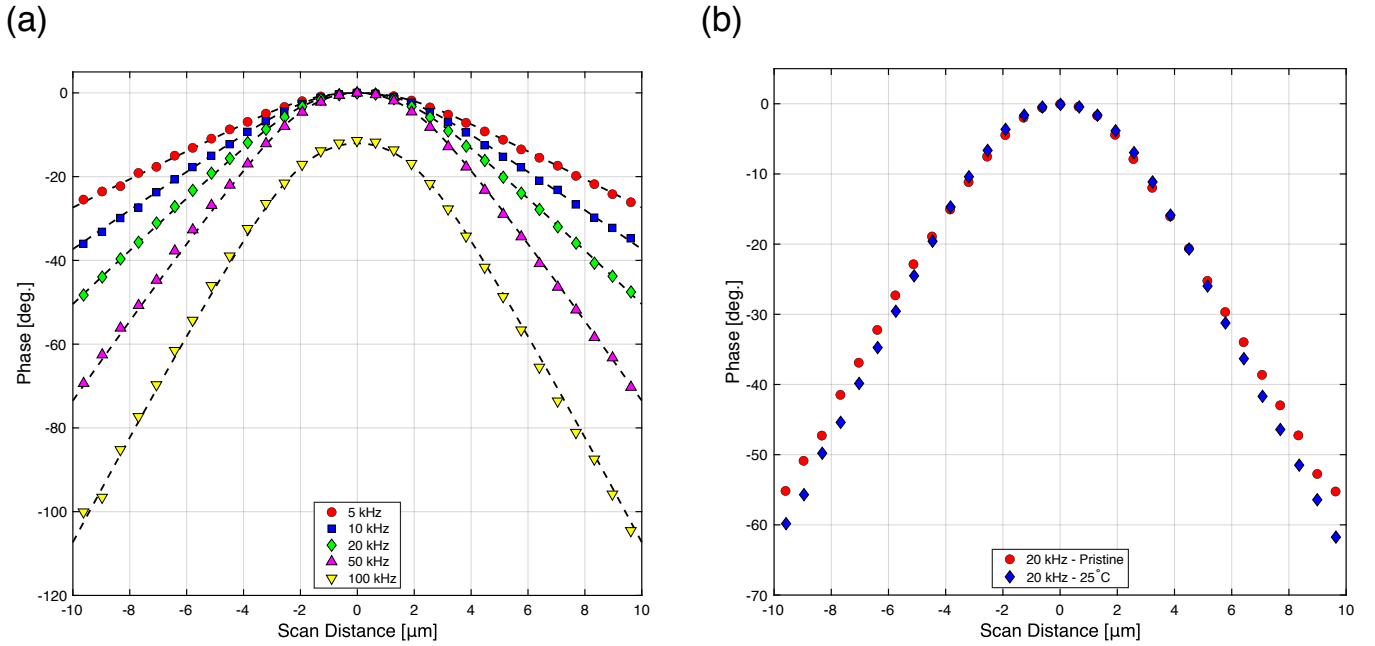 (a)
(b)
0
-20
-40
-60
-80
-100
-120
Phase [deg.]
-10
-8
-6
-4
-2
0
2
4
6
8
10
Scan Distance [µm]
5 kHz
10 kHz
20 kHz
50 kHz
100 kHz
0
-10
-20
-30
-40
-50
-60
-70
Phase [deg.]
-10
-8
-6
-4
-2
0
2
4
6
8
10
Scan Distance [µm]
20 kHz - Pristine
20 kHz - 25°C